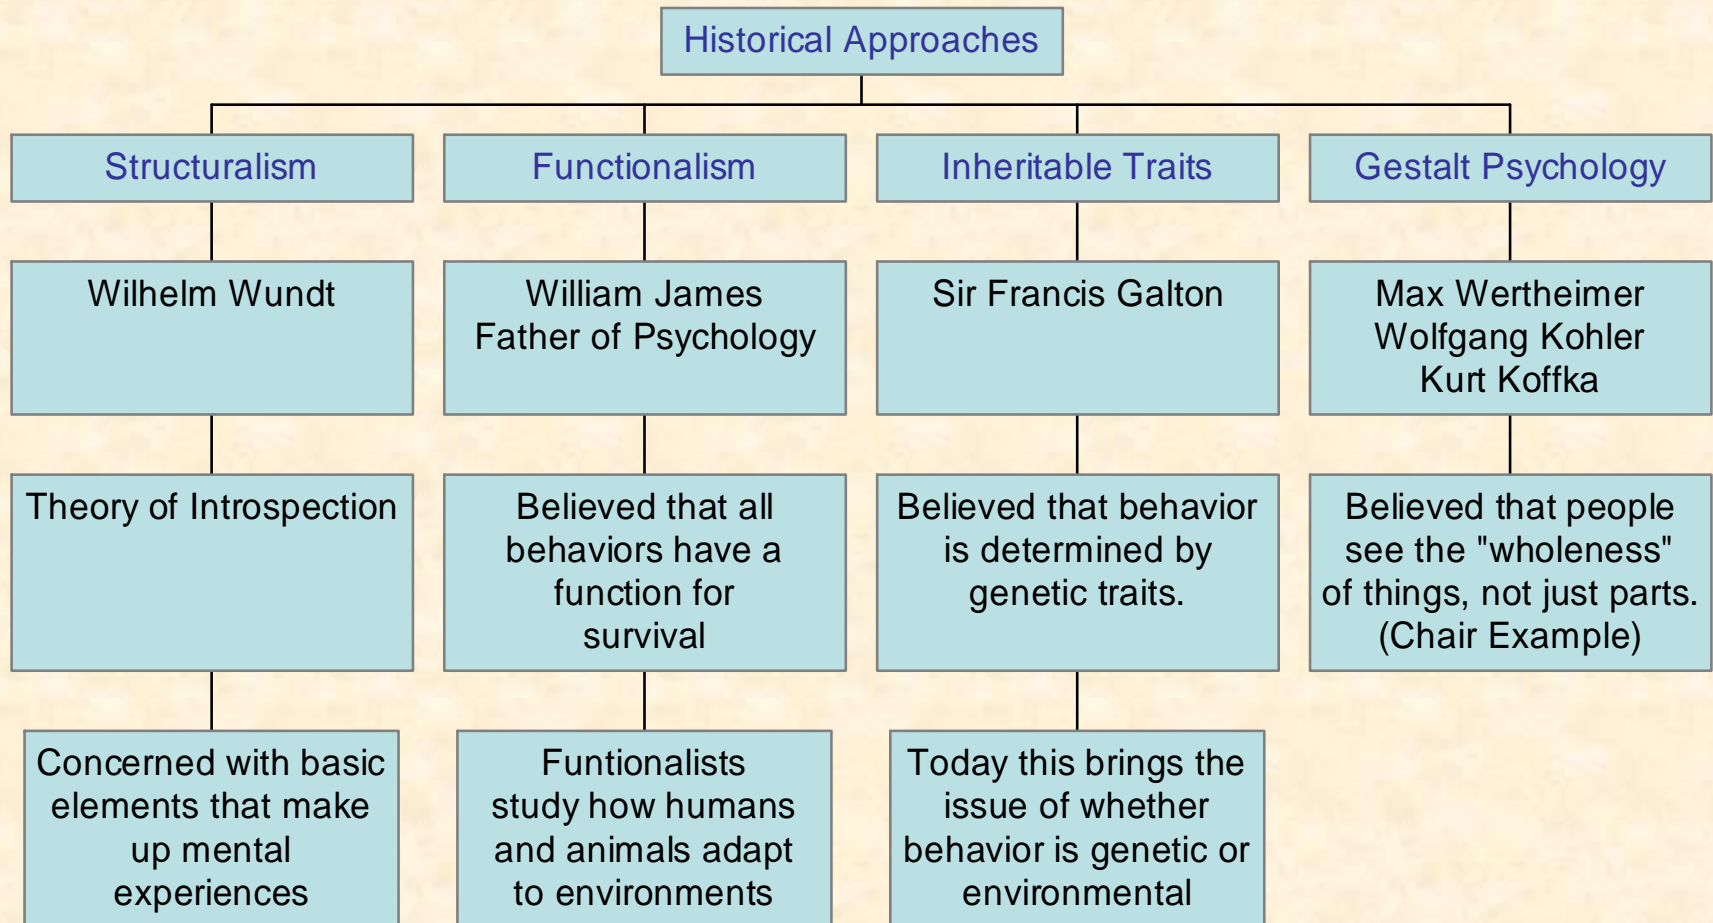 Historical Approaches
Structuralism
Functionalism
Inheritable Traits
Gestalt Psychology
Wilhelm Wundt
William James
Father of Psychology
Sir Francis Galton
Max Wertheimer
Wolfgang Kohler
Kurt Koffka
Theory of Introspection
Believed that all
behaviors have a
function for
survival
Believed that behavior
is determined by
genetic traits.
Believed that people
see the "wholeness"
of things, not just parts.
(Chair Example)
Concerned with basic
elements that make
up mental
experiences
Funtionalists
study how humans
and animals adapt
to environments
Today this brings the
issue of whether
behavior is genetic or
environmental